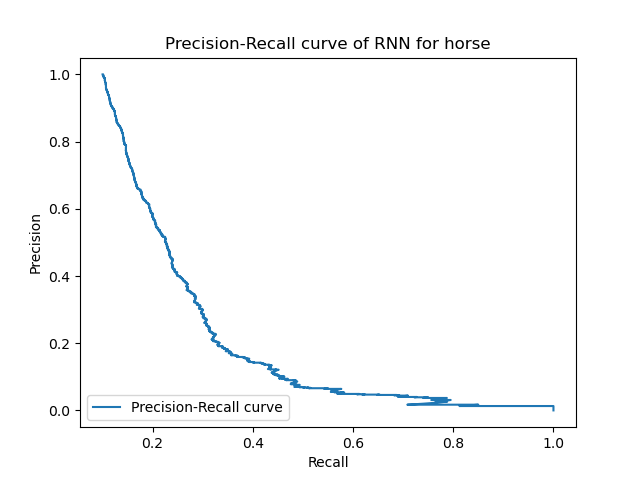 Precision-Recall curve of RNN for horse
1.0
0.8
0.6
0.4
0.2
0.0
Precision
Precision-Recall curve
0.2 0.4 0.6 0.8 1.0
Recall